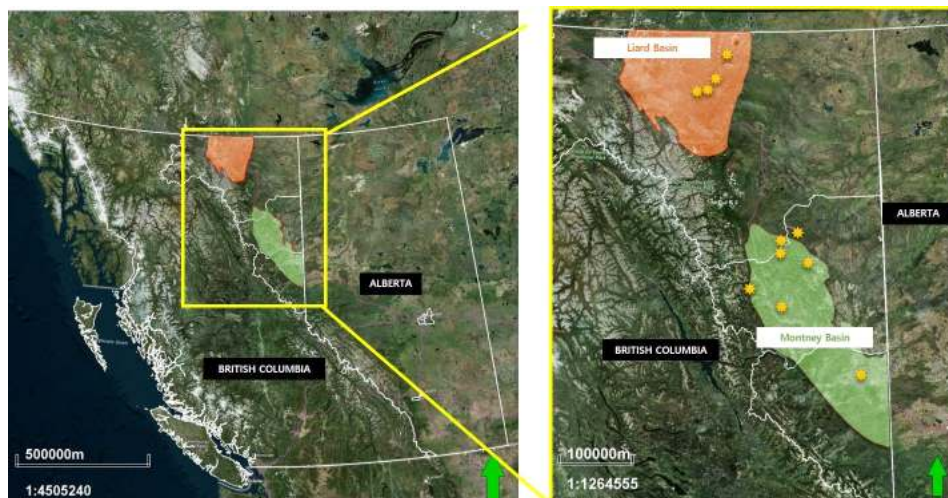 ALBERTA
BRITISH COLUMBIA
500000m
1:4505240
Liard Basin
ALBERTA
Montney Basin
BRITISH COLUMBIA
100000m
1:1264555